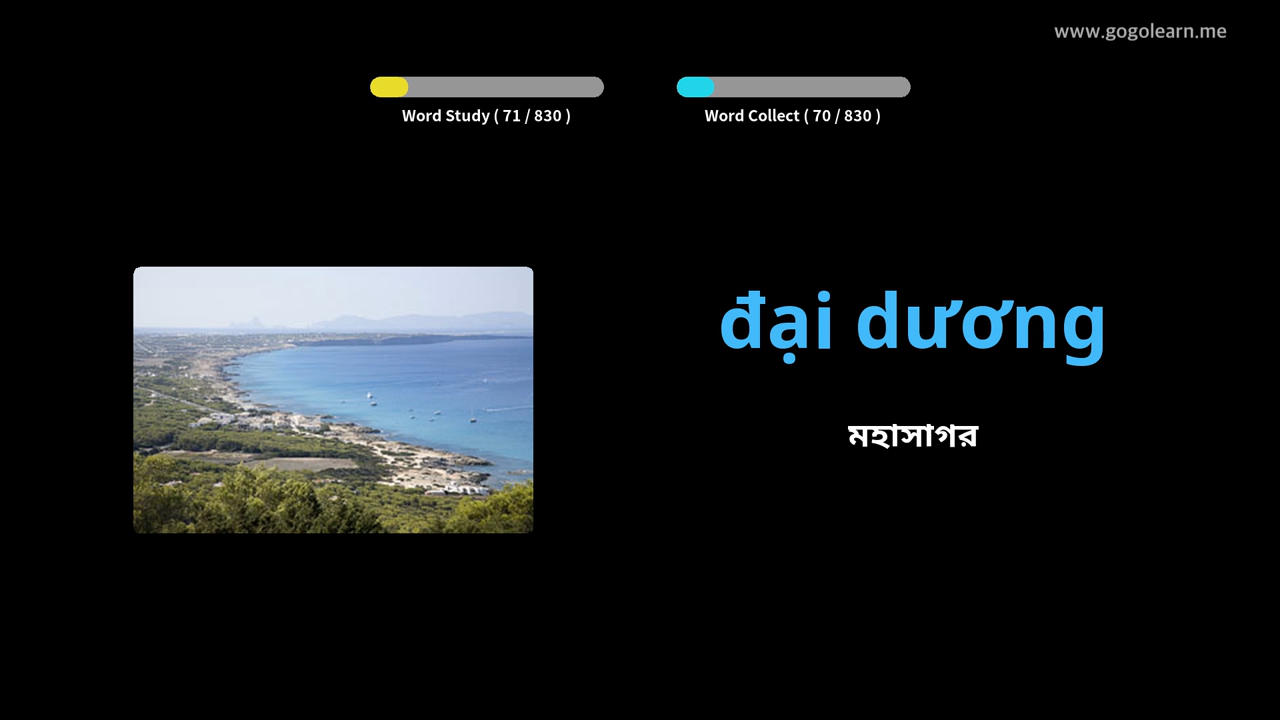 www.gogolearn.me
Word Study ( 71 / 830 )
Word Collect ( 70 / 830 )
đại dương
মহাসাগর